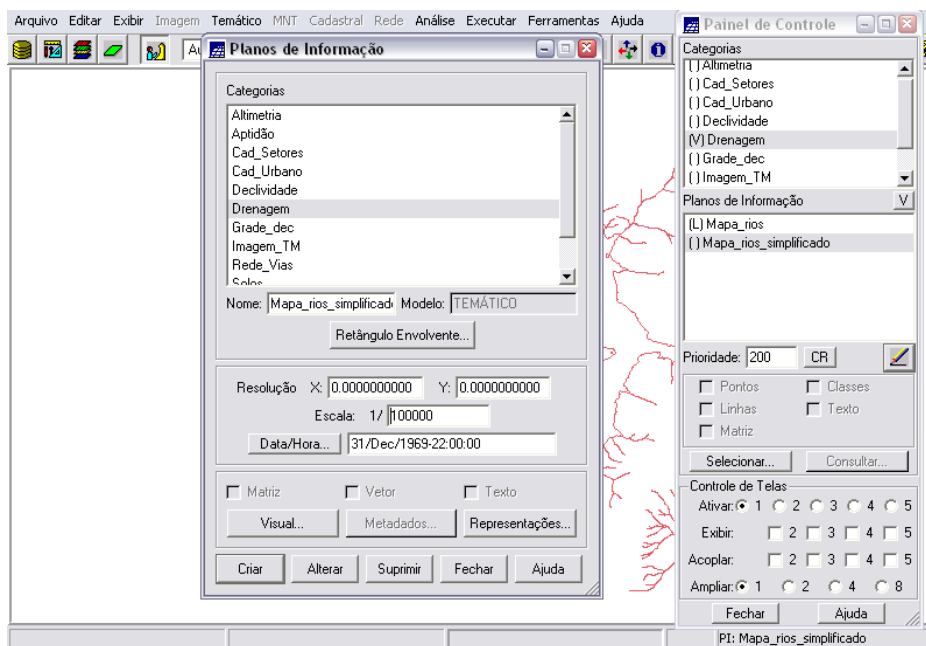 Arquivo Editar Exibir Imagem Temático MNT Cadastral Rede Análise Executar Ferramentas Ajuda
Planos de Informação
Categorias
Altimetria
Aptidão
Cad_Setores
Cad_Urbano
Declividade
Drenagem
Grade_dec
Imagem_TM
Rede_Vias
Solos
Nome: Mapa_rios_simplificad Modelo: TEMÁTICO
Retângulo Envolvente...
Resolução X: 0.0000000000 Y: 0.0000000000
Escala: 1/ 100000
Data/Hora... 31/Dec/1969-22:00:00
Matriz Vetor Texto
Visual... Metadados... Representações...
Criar Alterar Suprimir Fechar Ajuda
Painel de Controle
Categorias
( ) Altimetria
( ) Cad_Setores
( ) Cad_Urbano
( ) Declividade
(V) Drenagem
( ) Grade_dec
( ) Imagem_TM
Planos de Informação V
(L) Mapa_rios
( ) Mapa_rios_simplificado
Prioridade: 200 CR
Pontos Classes
Linhas Texto
Matriz
Selecionar... Consultar...
Controle de Telas
Ativar: 1 2 3 4 5
Exibir: 2 3 4 5
Acoplar: 2 3 4 5
Ampliar: 1 2 4 8
Fechar Ajuda
PI: Mapa_rios_simplificado